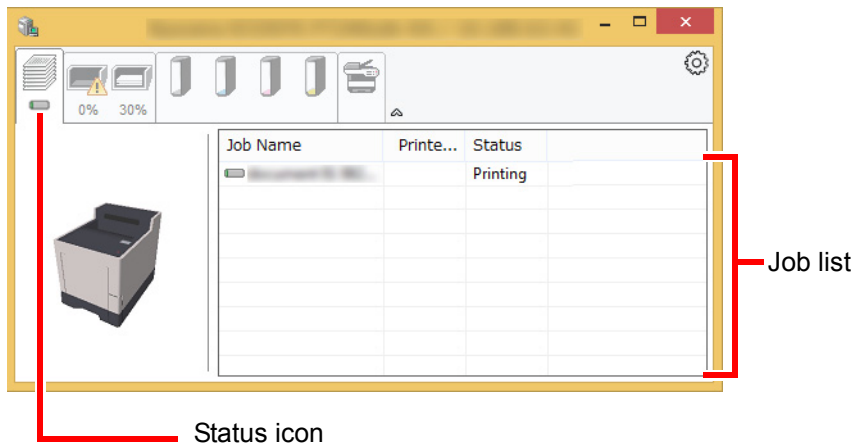 0% 30%
Job Name Printe... Status
Printing
Job list
Status icon